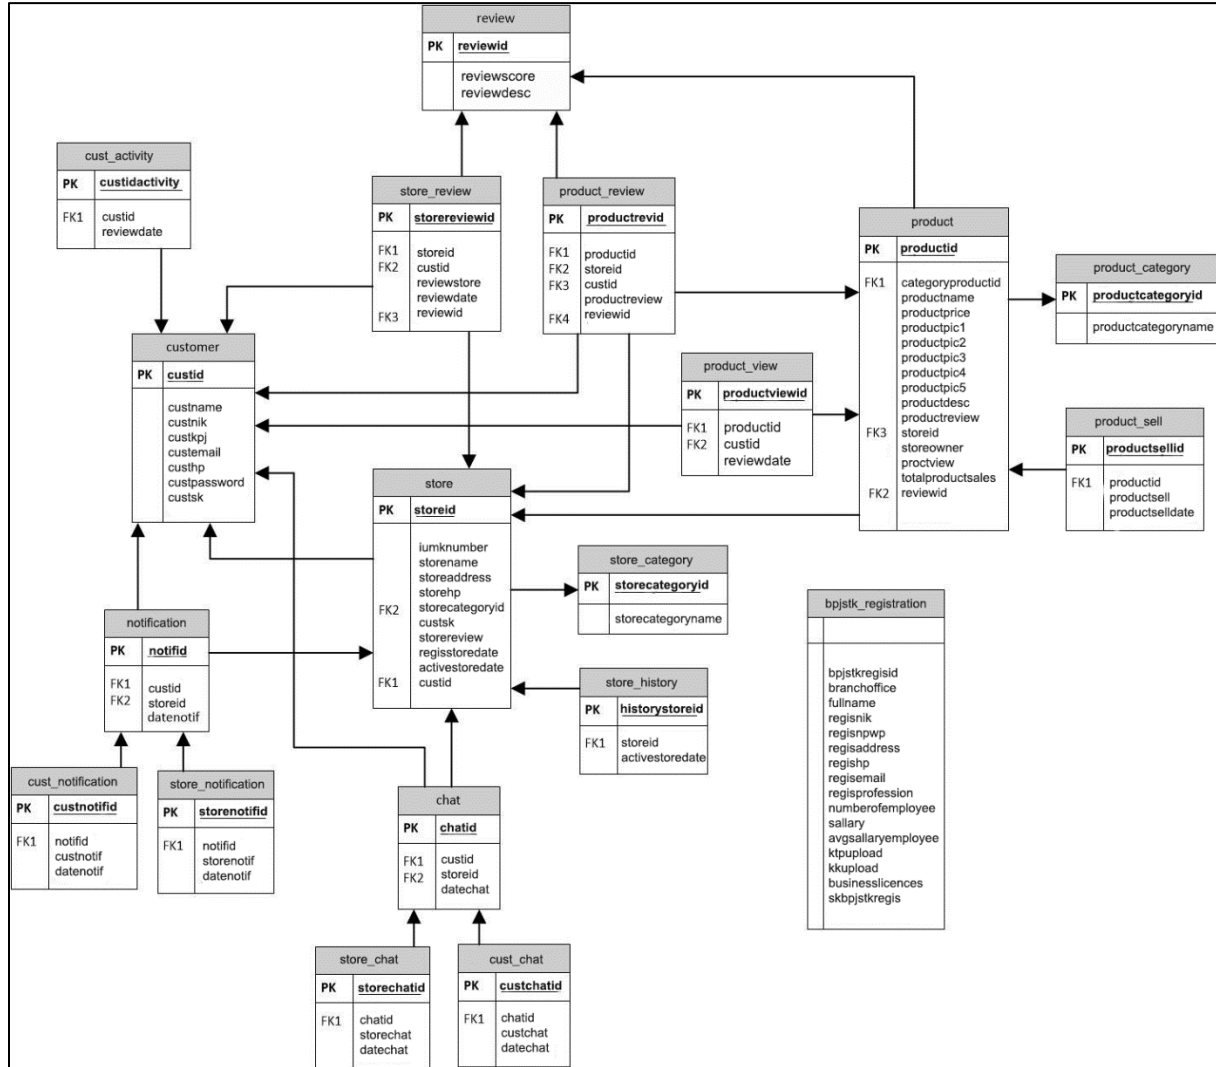 review
PK reviewid
reviewscore
reviewdesc
cust_activity
PK custidactivity
FK1 custid
reviewdate
store_review
PK storereviewid
FK1 storeid
FK2 custid
reviewstore
reviewdate
FK3 reviewid
product_review
PK productrevid
FK1 productid
FK2 storeid
FK3 custid
productreview
FK4 reviewid
product
PK productid
FK1 categoryproductid
productname
productprice
productpic1
productpic2
productpic3
productpic4
productpic5
productdesc
productreview
FK3 storeid
storeowner
proctview
totalproductsales
FK2 reviewid
product_category
PK productcategoryid
productcategoryname
customer
PK custid
custname
custnik
custkpj
custemail
custhp
custpassword
custsk
product_view
PK productviewid
FK1 productid
FK2 custid
reviewdate
product_sell
PK productsellid
FK1 productid
productsell
productselldate
store
PK storeid
iumknumber
storename
storeaddress
storehp
FK2 storecategoryid
custsk
storereview
regisstoredate
activestoredate
FK1 custid
store_category
PK storecategoryid
storecategoryname
bpjstk_registration
bpjstkregisid
branchoffice
fullname
regisnik
regisnpwp
regisaddress
regishp
regisemail
regisprofession
numberofemployee
sallary
avgsallaryemployee
ktpupload
kkupload
businesslicences
skbpjstkregis
notification
PK notifid
FK1 custid
FK2 storeid
datenotif
store_history
PK historystoreid
FK1 storeid
activestoredate
cust_notification
PK custnotifid
FK1 notifid
custnotif
datenotif
store_notification
PK storenotifid
FK1 notifid
storenotif
datenotif
chat
PK chatid
FK1 custid
FK2 storeid
datechat
store_chat
PK storechatid
FK1 chatid
storechat
datechat
cust_chat
PK custchatid
FK1 chatid
custchat
datechat